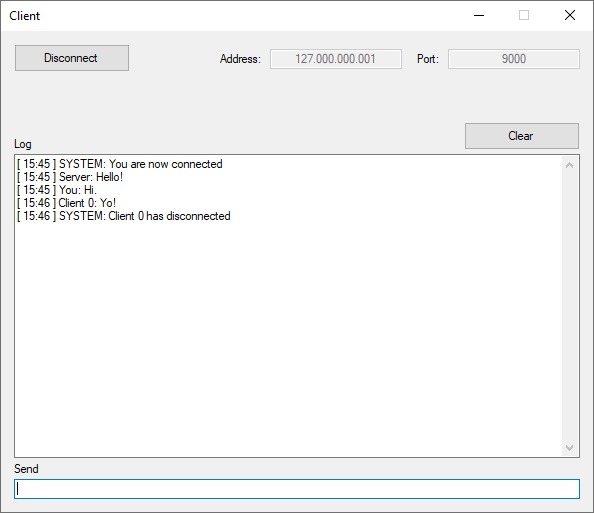 Client
Disconnect
Address: 127.000.000.001 Port: 9000
Clear
Log
[ 15:45 ] SYSTEM: You are now connected
[ 15:45 ] Server: Hello!
[ 15:45 ] You: Hi.
[ 15:46 ] Client 0: Yo!
[ 15:46 ] SYSTEM: Client 0 has disconnected
Send